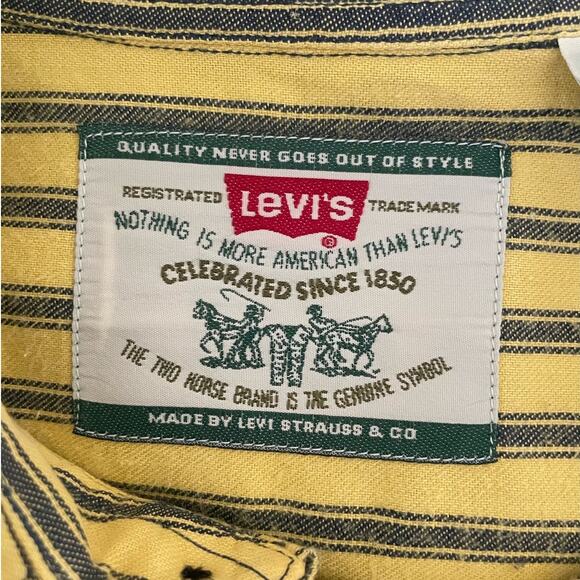 QUALITY NEVER GOES OUT OF STYLE
REGISTRATED Levi's TRADE MARK
®
NOTHING IS MORE AMERICAN THAN LEVI'S
CELEBRATED SINCE 1850
THE TWO HORSE BRAND IS THE GENUINE SYMBOL
MADE BY LEVI STRAUSS & CO